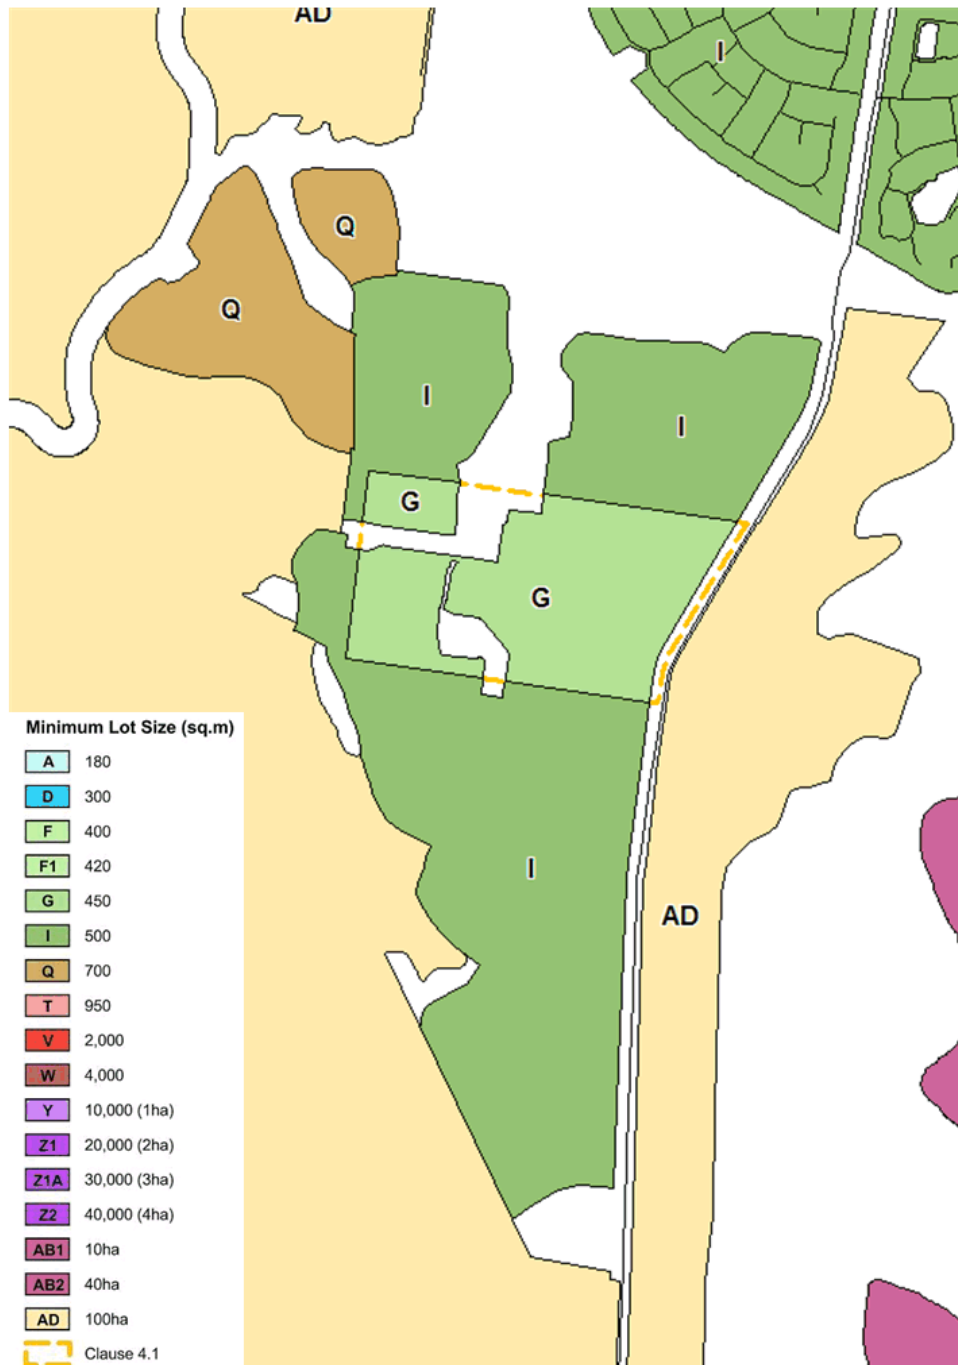 AD
I
Q
Q
I
I
G
G
Minimum Lot Size (sq.m)
A 180
D 300
F 400
F1 420
G 450
I 500
Q 700
T 950
V 2,000
W 4,000
Y 10,000 (1ha)
Z1 20,000 (2ha)
Z1A 30,000 (3ha)
Z2 40,000 (4ha)
AB1 10ha
AB2 40ha
AD 100ha
Clause 4.1
I
AD